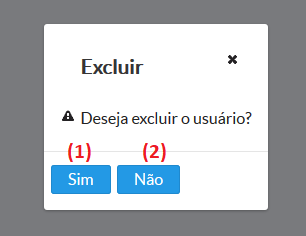 Excluir
Deseja excluir o usuário?
(1) (2)
Sim Não